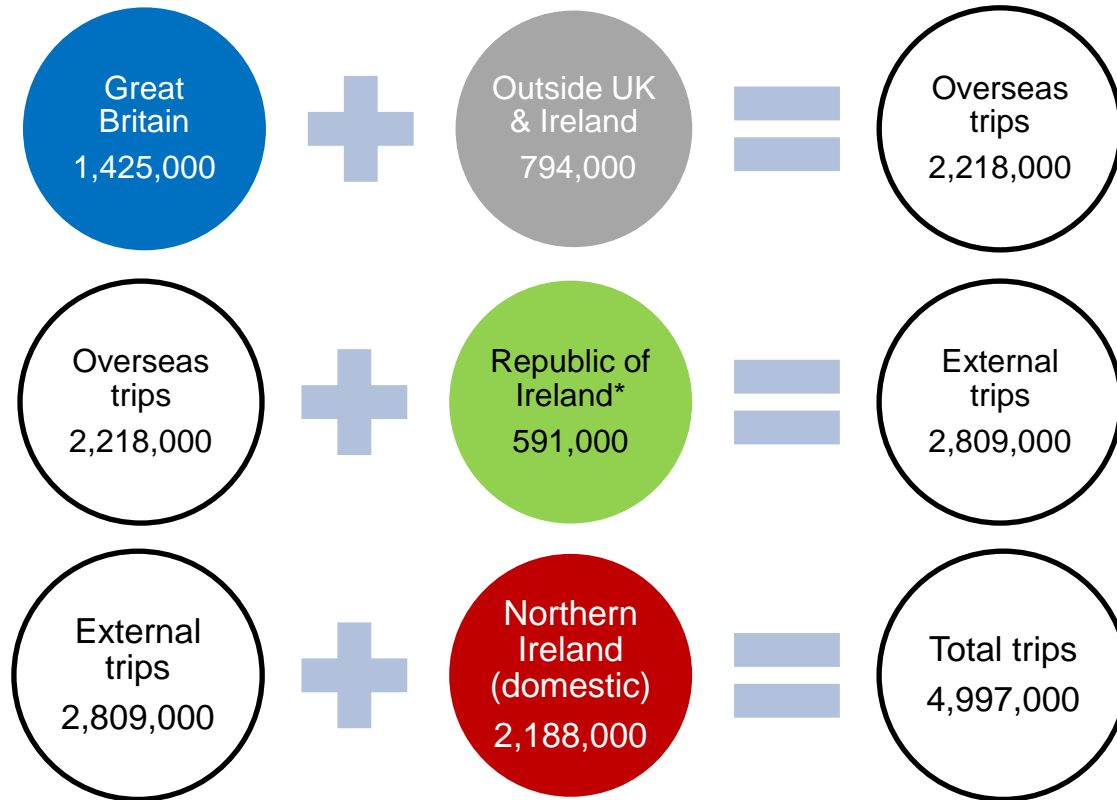 Great
Britain
1,425,000
Outside UK
& Ireland
794,000
Overseas
trips
2,218,000
Overseas
trips
2,218,000
Republic of
Ireland*
591,000
External
trips
2,809,000
External
trips
2,809,000
Northern
Ireland
(domestic)
2,188,000
Total trips
4,997,000